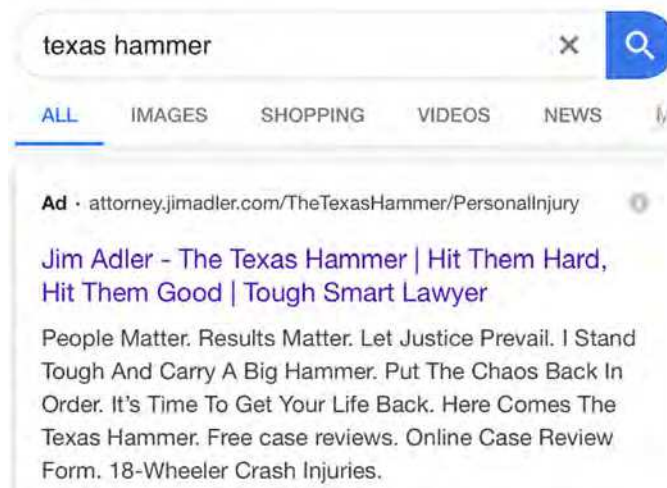 texas hammer
ALL IMAGES SHOPPING VIDEOS NEWS
Ad · attorney.jimadler.com/TheTexasHammer/PersonalInjury
Jim Adler - The Texas Hammer | Hit Them Hard,
Hit Them Good | Tough Smart Lawyer
People Matter. Results Matter. Let Justice Prevail. I Stand
Tough And Carry A Big Hammer. Put The Chaos Back In
Order. It's Time To Get Your Life Back. Here Comes The
Texas Hammer. Free case reviews. Online Case Review
Form. 18-Wheeler Crash Injuries.